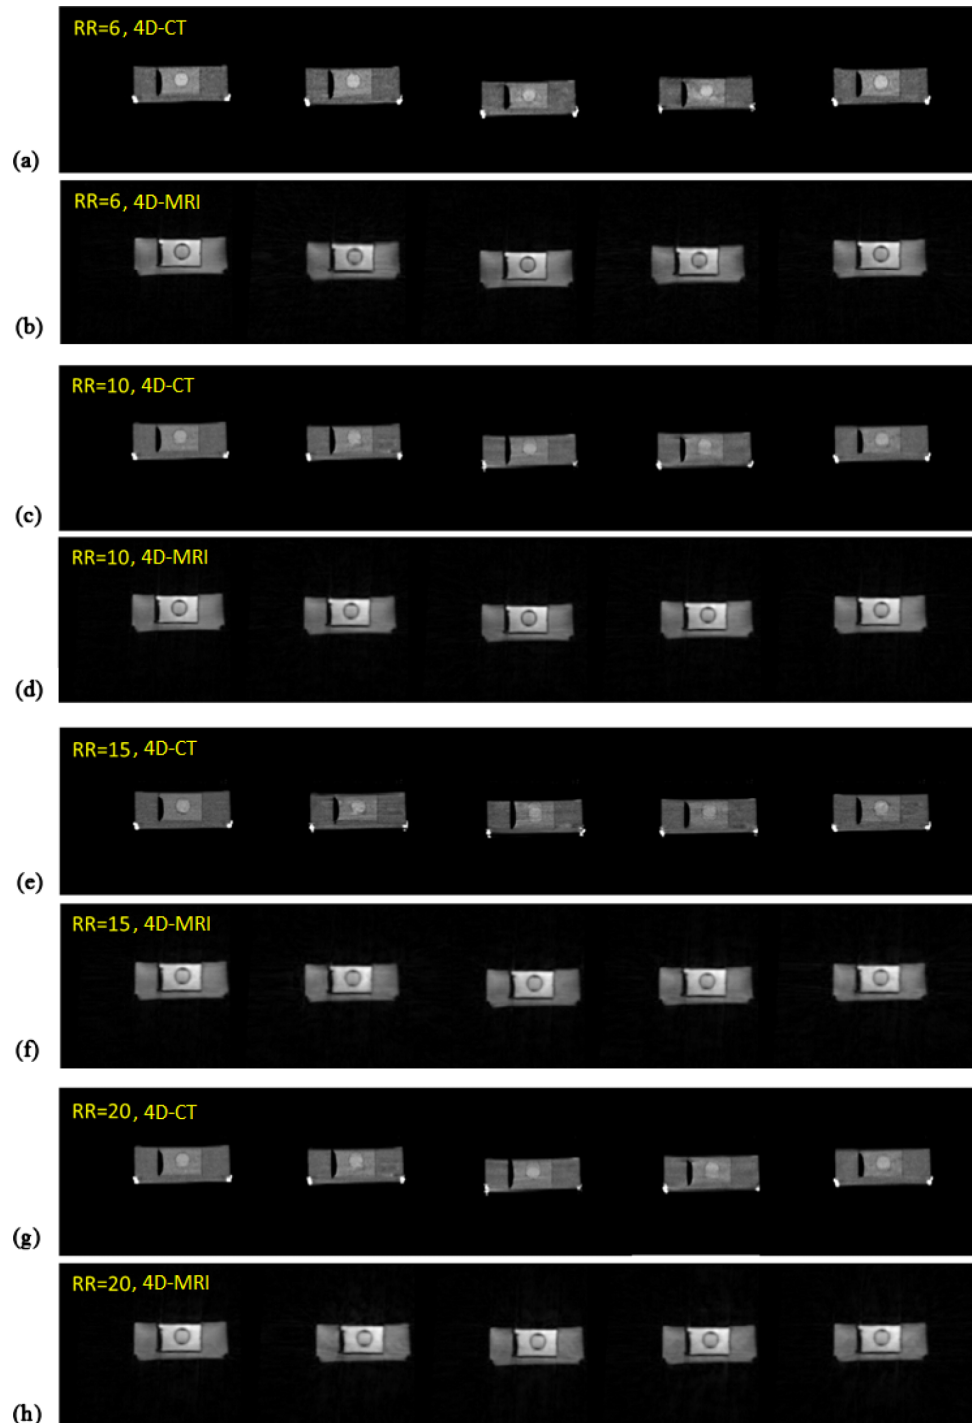 RR=6, 4D-CT
(a)
RR=6, 4D-MRI
(b)
RR=10, 4D-CT
(c)
RR=10, 4D-MRI
(d)
RR=15, 4D-CT
(e)
RR=15, 4D-MRI
(f)
RR=20, 4D-CT
(g)
RR=20, 4D-MRI
(h)